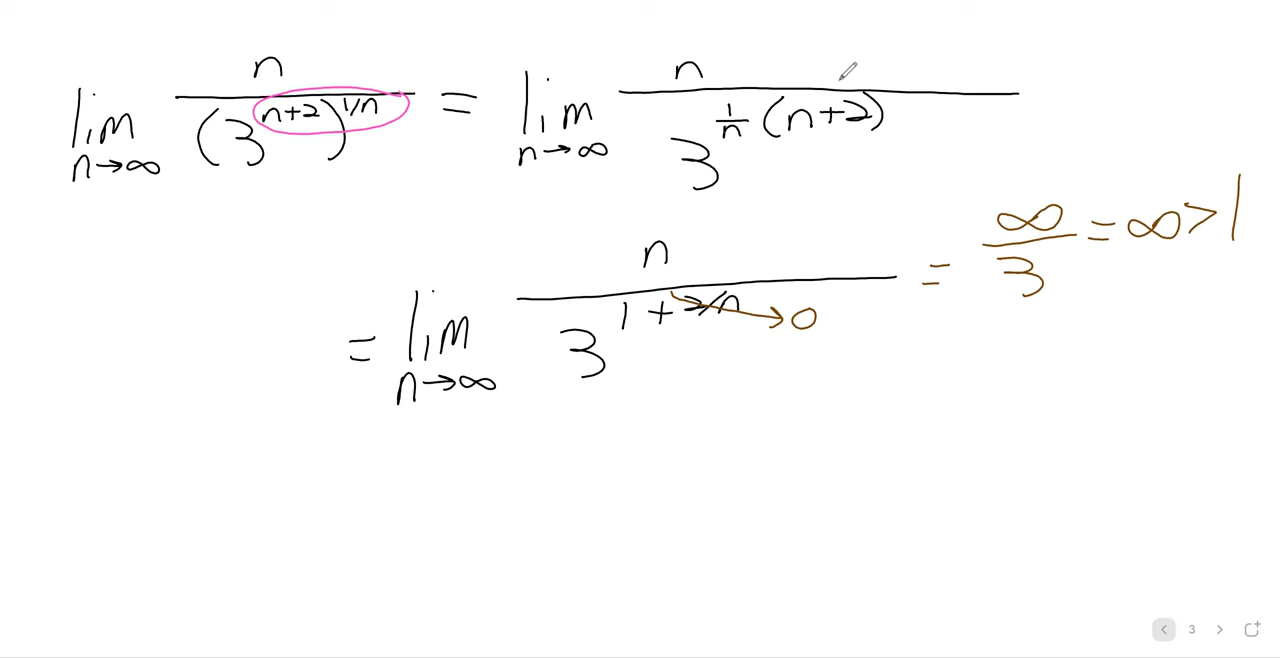 lim n→∞ n / (3^(n+2))^(1/n) = lim n→∞ n / 3^(1/n (n+2))
= lim n→∞ n / 3^(1 + 2/n → 0) = ∞/3 = ∞ > 1
3